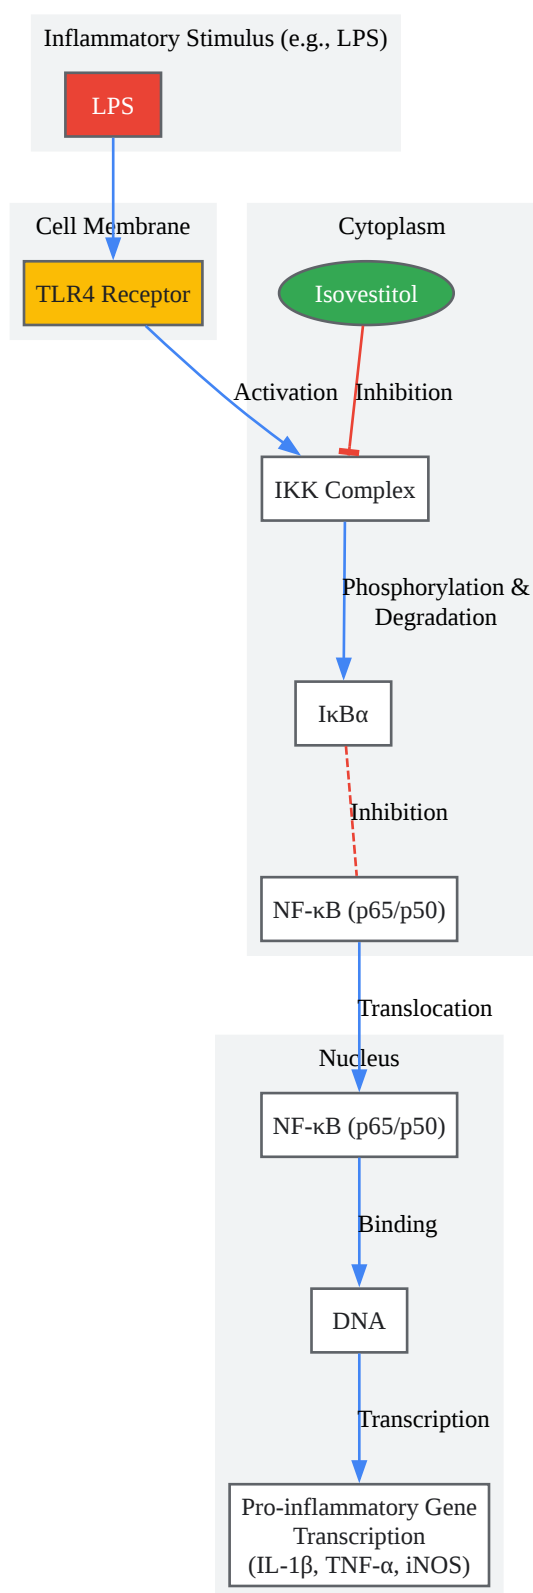 Inflammatory Stimulus (e.g., LPS)
LPS
Cell Membrane
Cytoplasm
TLR4 Receptor
Isovestitol
Activation
Inhibition
IKK Complex
Phosphorylation &
Degradation
IκBα
Inhibition
NF-κB (p65/p50)
Translocation
Nucleus
NF-κB (p65/p50)
Binding
DNA
Transcription
Pro-inflammatory Gene
Transcription
(IL-1β, TNF-α, iNOS)